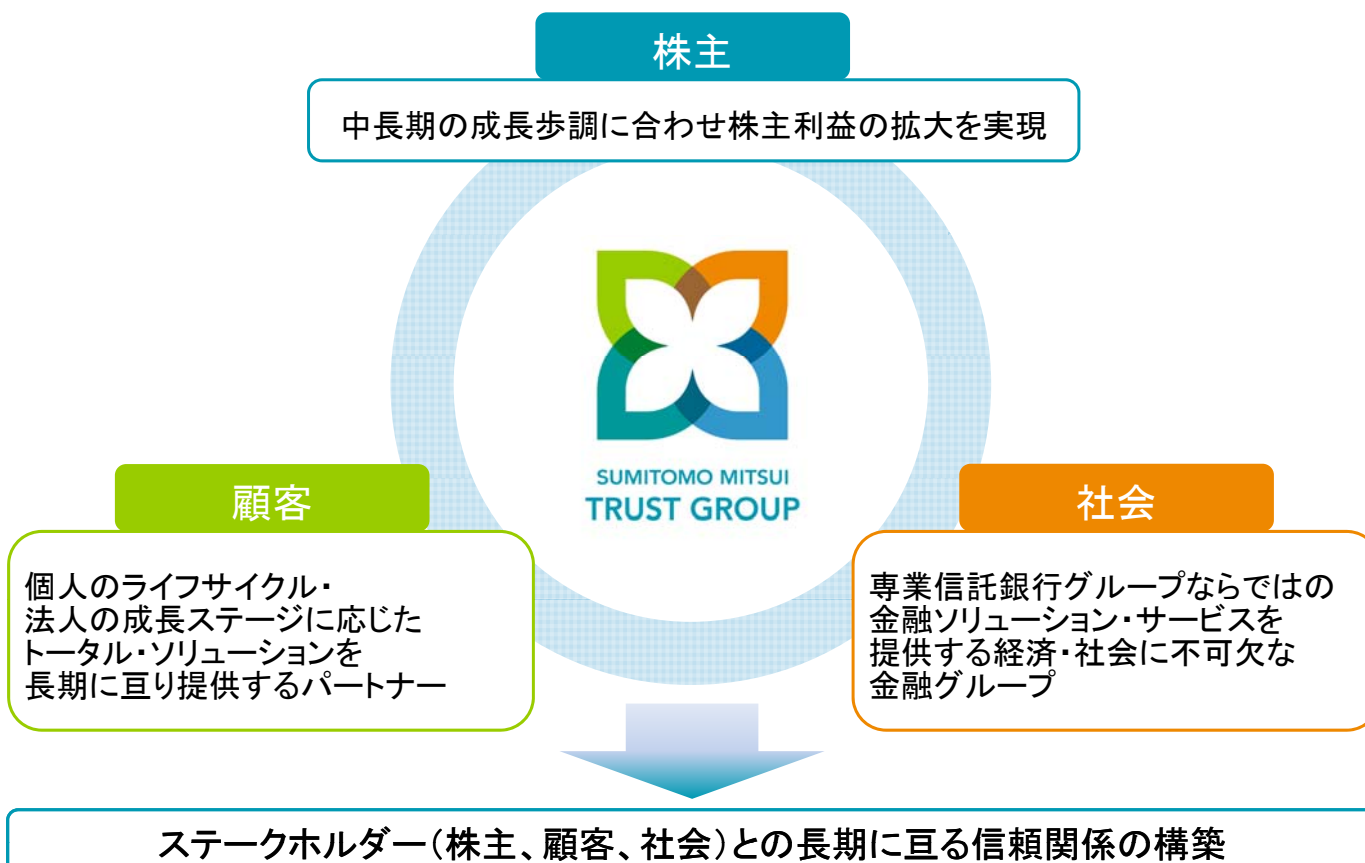 株主
中長期の成長歩調に合わせ株主利益の拡大を実現
SUMITOMO MITSUI
TRUST GROUP
顧客
個人のライフサイクル・
法人の成長ステージに応じた
トータル・ソリューションを
長期に亘り提供するパートナー
社会
専業信託銀行グループならではの
金融ソリューション・サービスを
提供する経済・社会に不可欠な
金融グループ
ステークホルダー（株主、顧客、社会）との長期に亘る信頼関係の構築